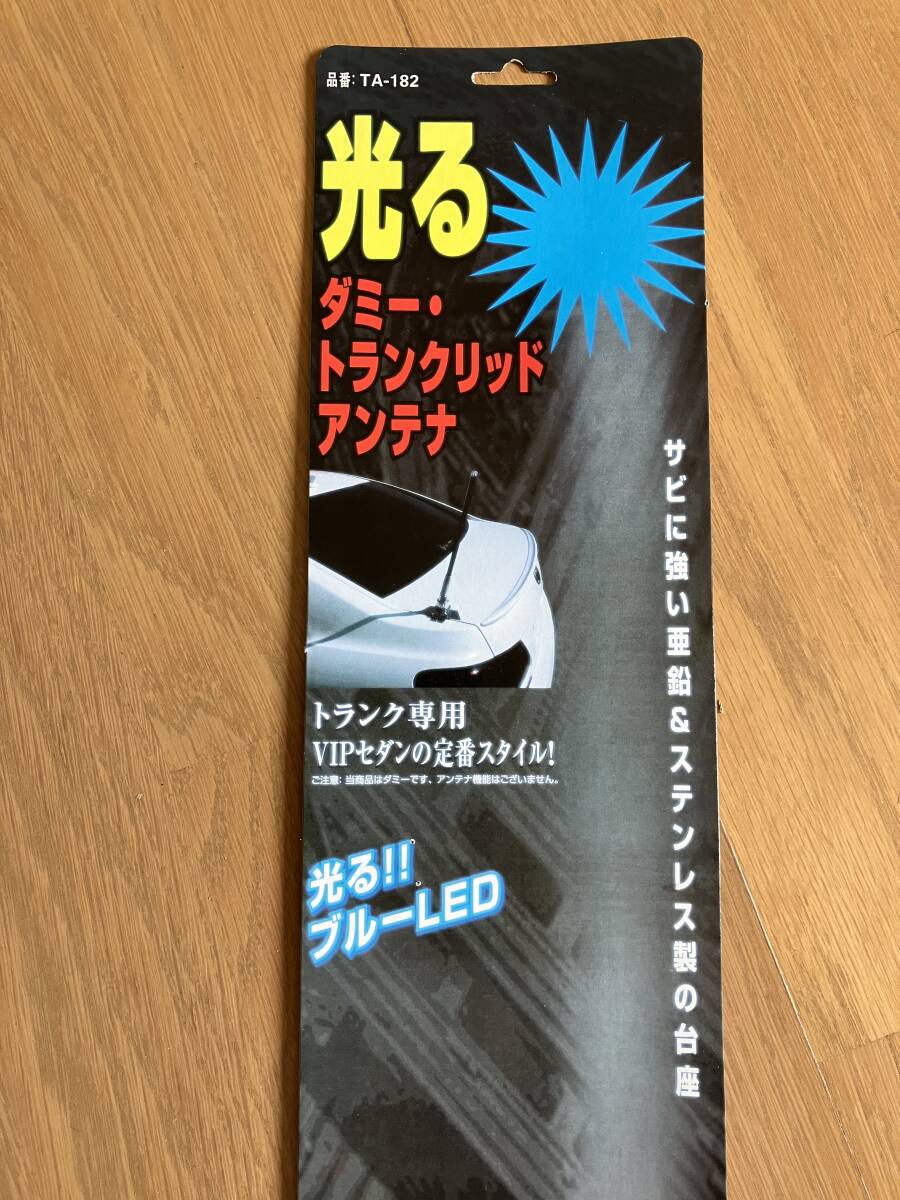 品番：TA-182
光る
ダミー・
トランクリッド
アンテナ
サビに強い亜鉛&ステンレス製の台座
トランク専用
VIPセダンの定番スタイル!
ご注意：当商品はダミーです、アンテナ機能はございません。
光る!!
ブルーLED